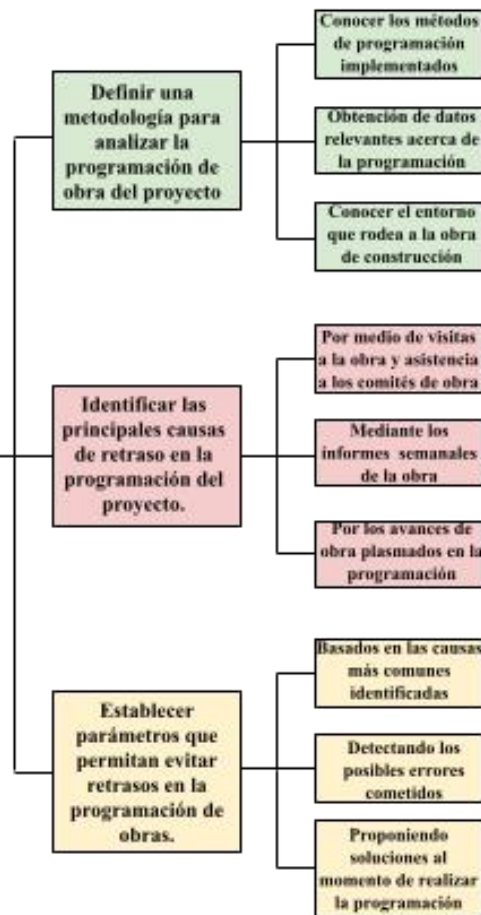 Definir una
metodología para
analizar la
programación de
obra del proyecto
Conocer los métodos
de programación
implementados
Obtención de datos
relevantes acerca de
la programación
Conocer el entorno
que rodea a la obra
de construcción
Identificar las
principales causas
de retraso en la
programación del
proyecto.
Por medio de visitas
a la obra y asistencia
a los comités de obra
Mediante los
informes semanales
de la obra
Por los avances de
obra plasmados en la
programación
Establecer
parámetros que
permitan evitar
retrasos en la
programación de
obras.
Basados en las causas
más comunes
identificadas
Detectando los
posibles errores
cometidos
Proponiendo
soluciones al
momento de realizar
la programación